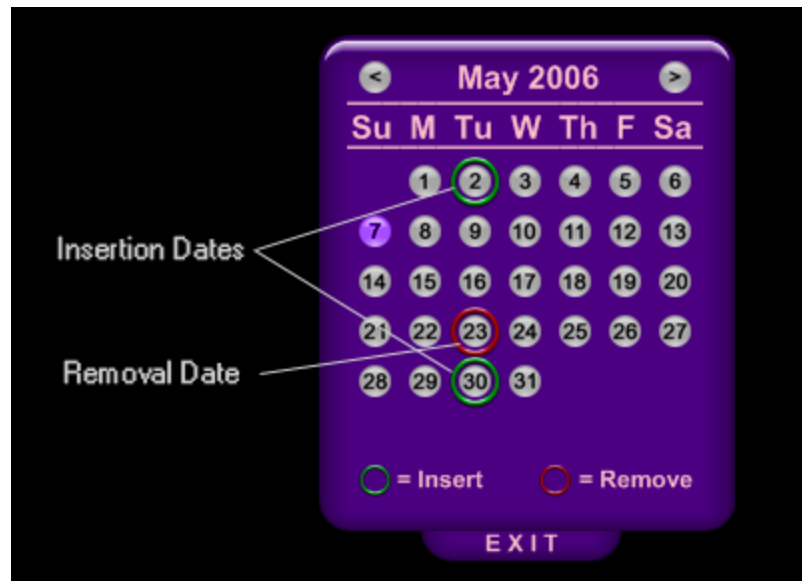 < May 2006 >
Su M Tu W Th F Sa
1 2 3 4 5 6
Insertion Dates
7 8 9 10 11 12 13
14 15 16 17 18 19 20
21 22 23 24 25 26 27
Removal Date
28 29 30 31
= Insert = Remove
EXIT